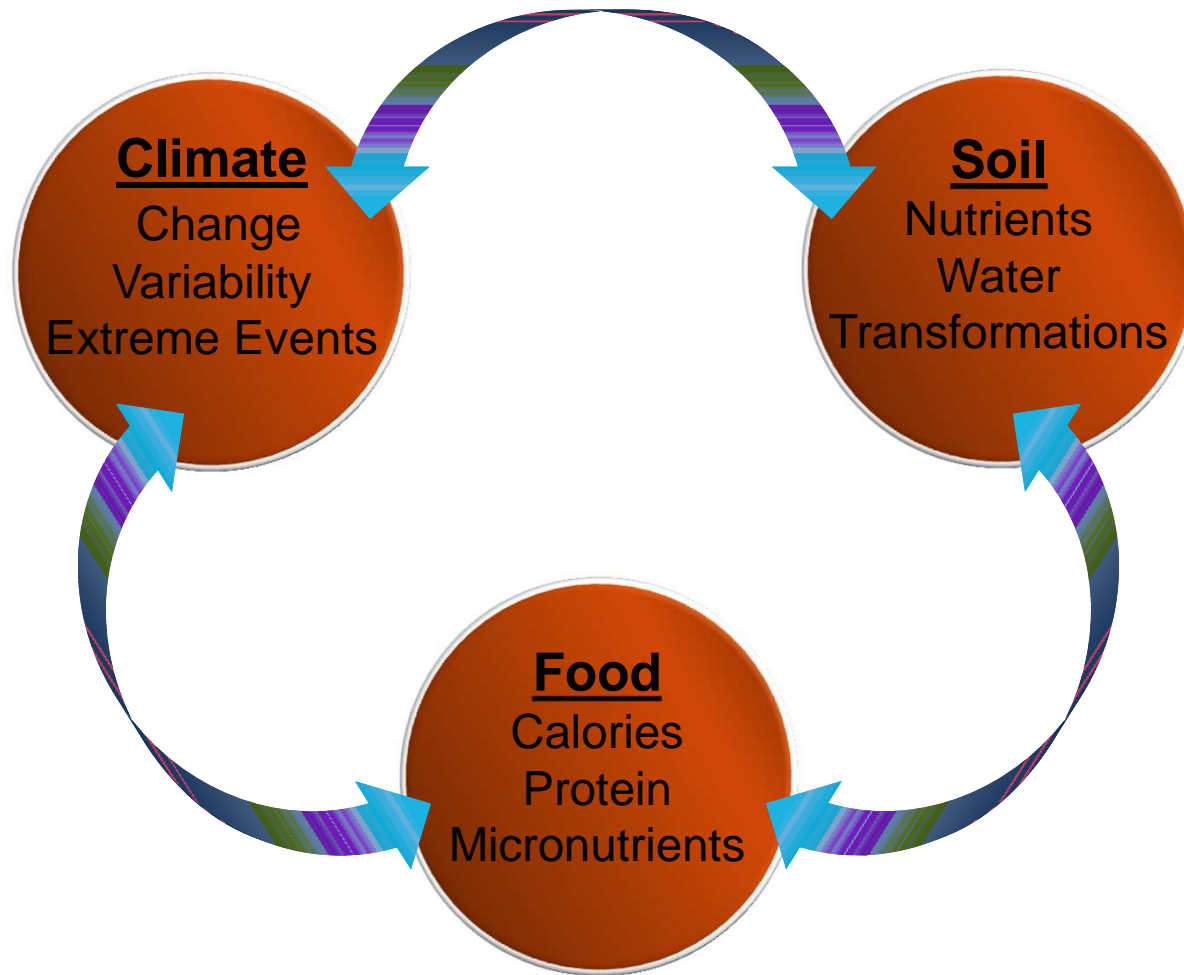 Climate
Change
Variability
Extreme Events
Soil
Nutrients
Water
Transformations
Food
Calories
Protein
Micronutrients